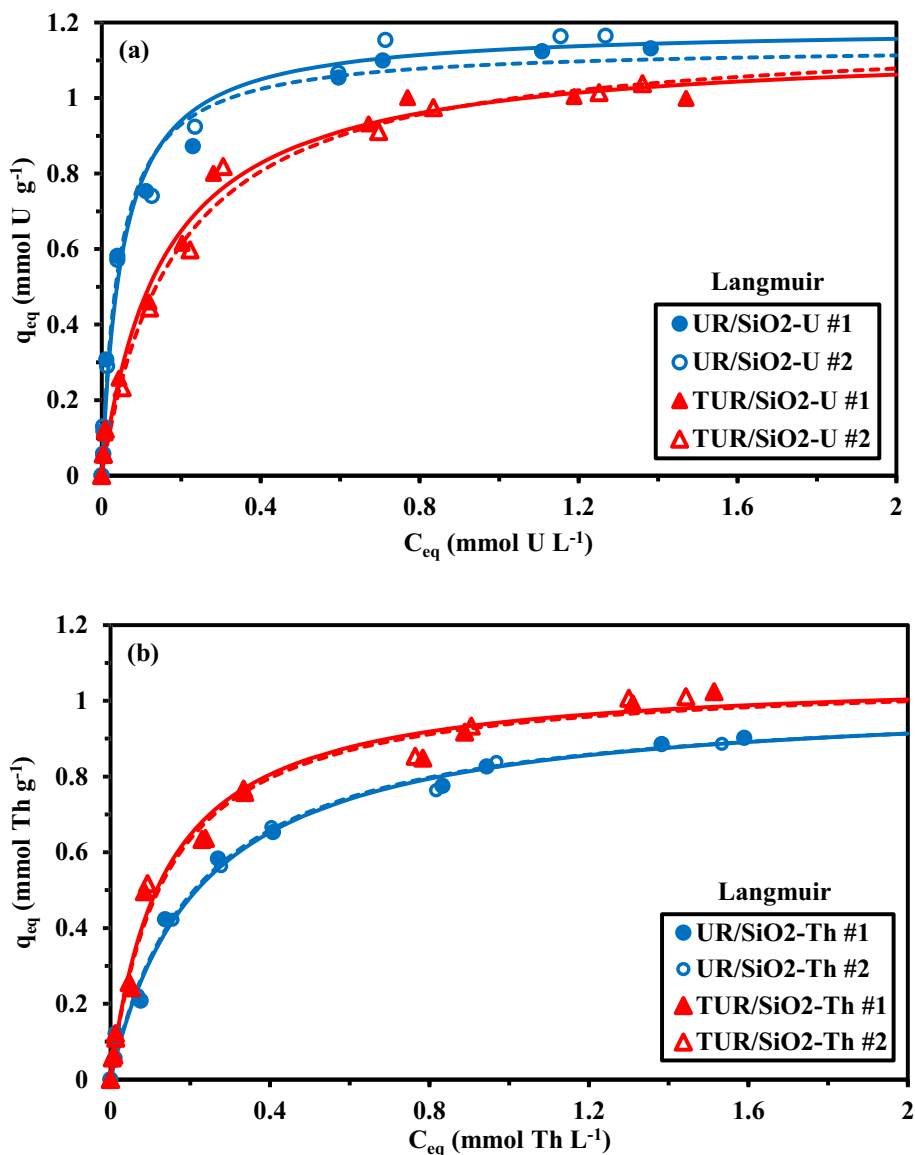 (a)
1.2
1
0.8
0.6
0.4
0.2
0
q_eq (mmol U g⁻¹)
Langmuir
UR/SiO2-U #1
UR/SiO2-U #2
TUR/SiO2-U #1
TUR/SiO2-U #2
0 0.4 0.8 1.2 1.6 2
C_eq (mmol U L⁻¹)
(b)
1.2
1
0.8
0.6
0.4
0.2
0
q_eq (mmol Th g⁻¹)
Langmuir
UR/SiO2-Th #1
UR/SiO2-Th #2
TUR/SiO2-Th #1
TUR/SiO2-Th #2
0 0.4 0.8 1.2 1.6 2
C_eq (mmol Th L⁻¹)